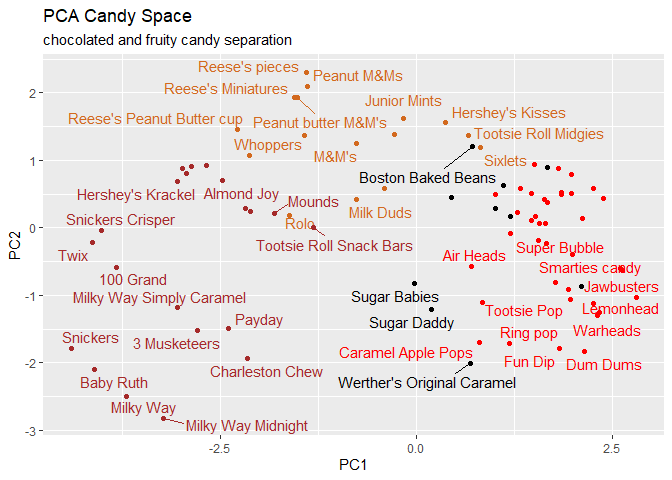 PCA Candy Space
chocolated and fruity candy separation
Reese's pieces
Peanut M&Ms
Reese's Miniatures
Junior Mints
Reese's Peanut Butter cup
Peanut butter M&M's
Hershey's Kisses
Tootsie Roll Midgies
Whoppers
M&M's
Sixlets
Boston Baked Beans
Hershey's Krackel
Almond Joy
Mounds
Milk Duds
Rolo
Snickers Crisper
Tootsie Roll Snack Bars
Super Bubble
Twix
Air Heads
Smarties candy
100 Grand
Jawbusters
Milky Way Simply Caramel
Sugar Babies
Tootsie Pop
Lemonhead
Payday
Sugar Daddy
Snickers
3 Musketeers
Ring pop
Warheads
Caramel Apple Pops
Fun Dip
Dum Dums
Charleston Chew
Baby Ruth
Werther's Original Caramel
Milky Way
Milky Way Midnight
2
1
0
-1
-2
-3
PC2
-2.5
0.0
2.5
PC1